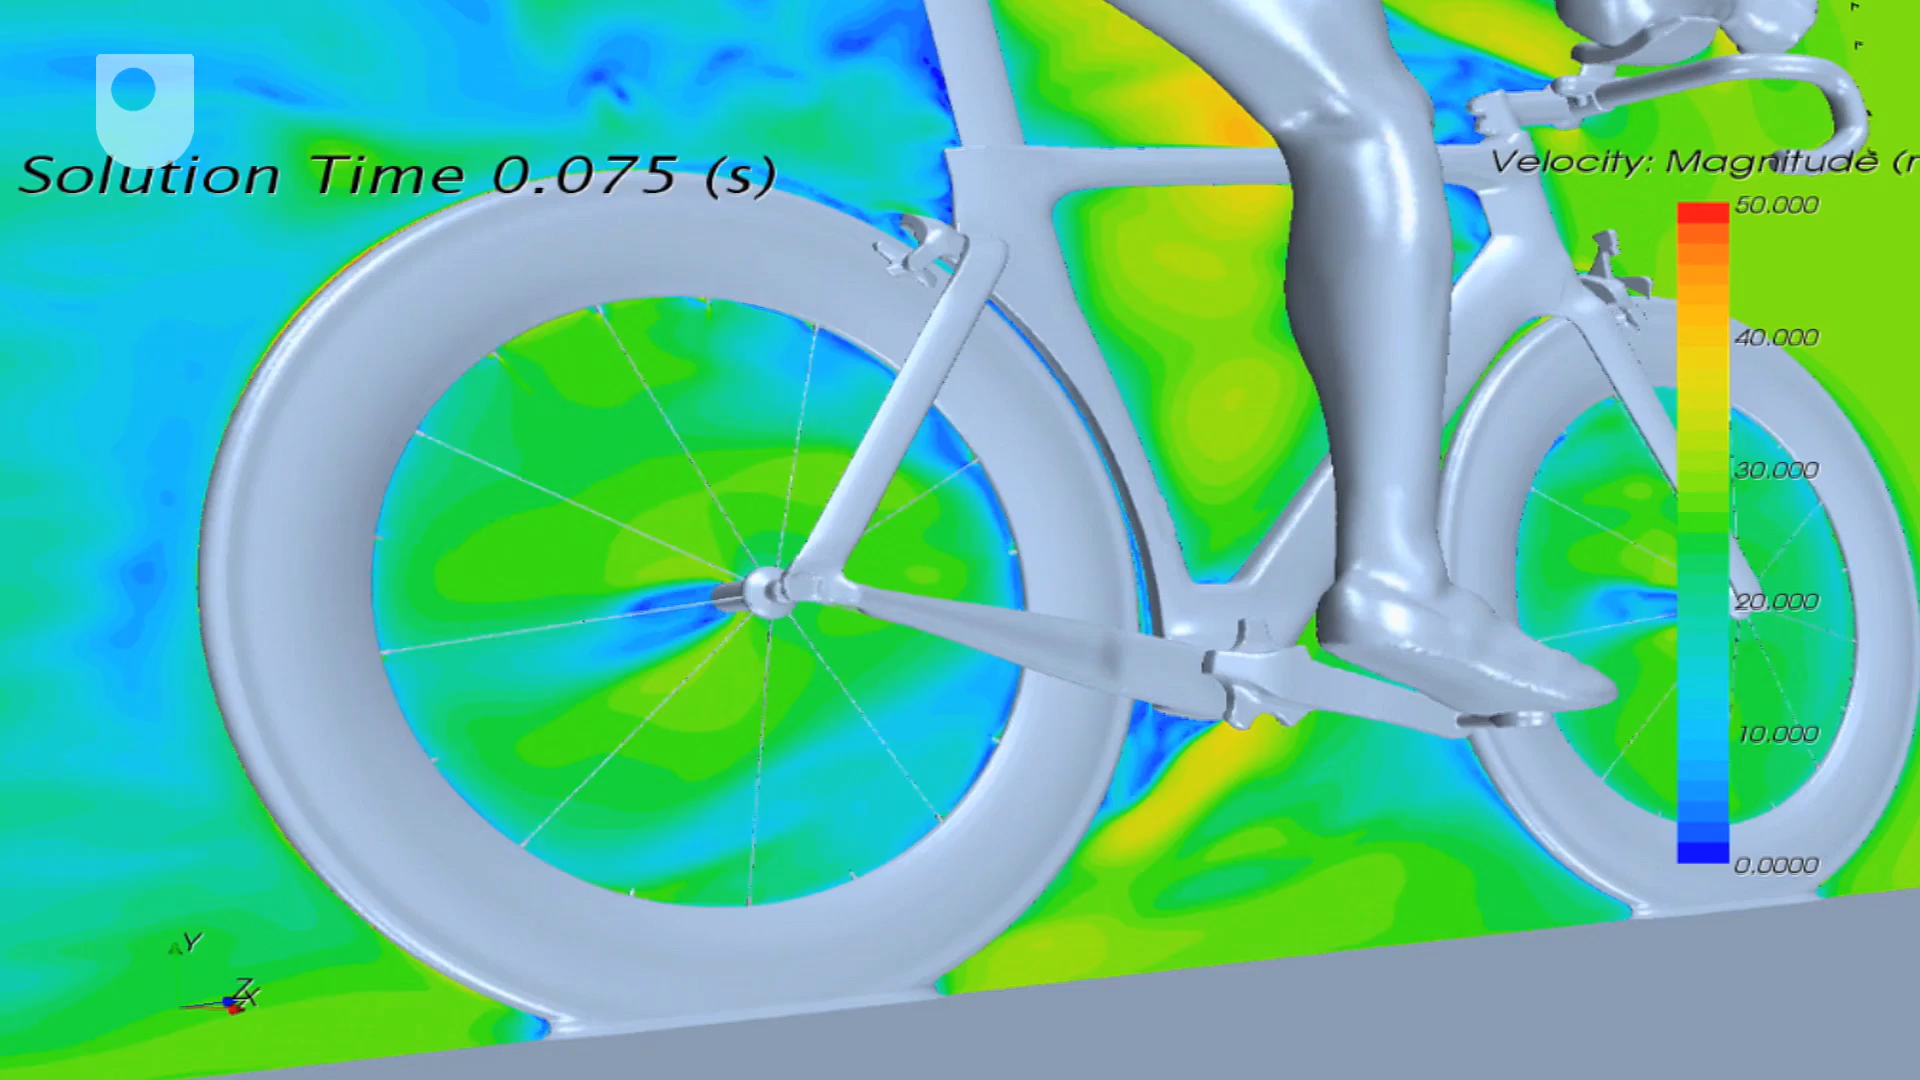 Solution Time 0.075 (s)
Velocity: Magnitude (
50.000
40.000
30.000
20.000
10.000
0.0000
Y
Z
X